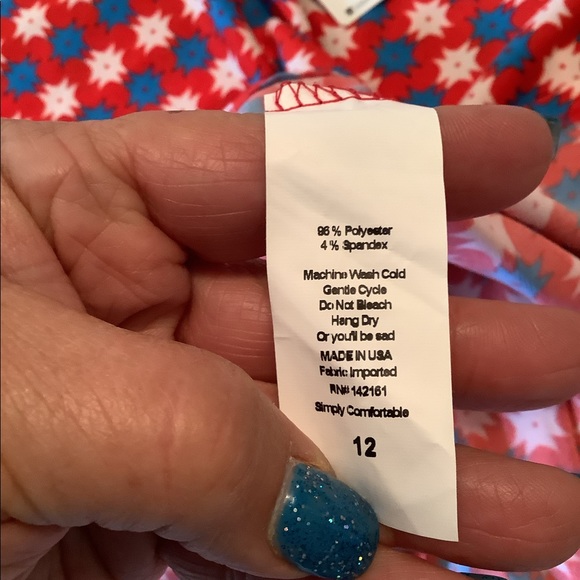 96% Polyester
4% Spandex
Machine Wash Cold
Gentle Cycle
Do Not Bleach
Hang Dry
Or you'll be sad
MADE IN USA
Fabric Imported
RN# 142161
Simply Comfortable
12